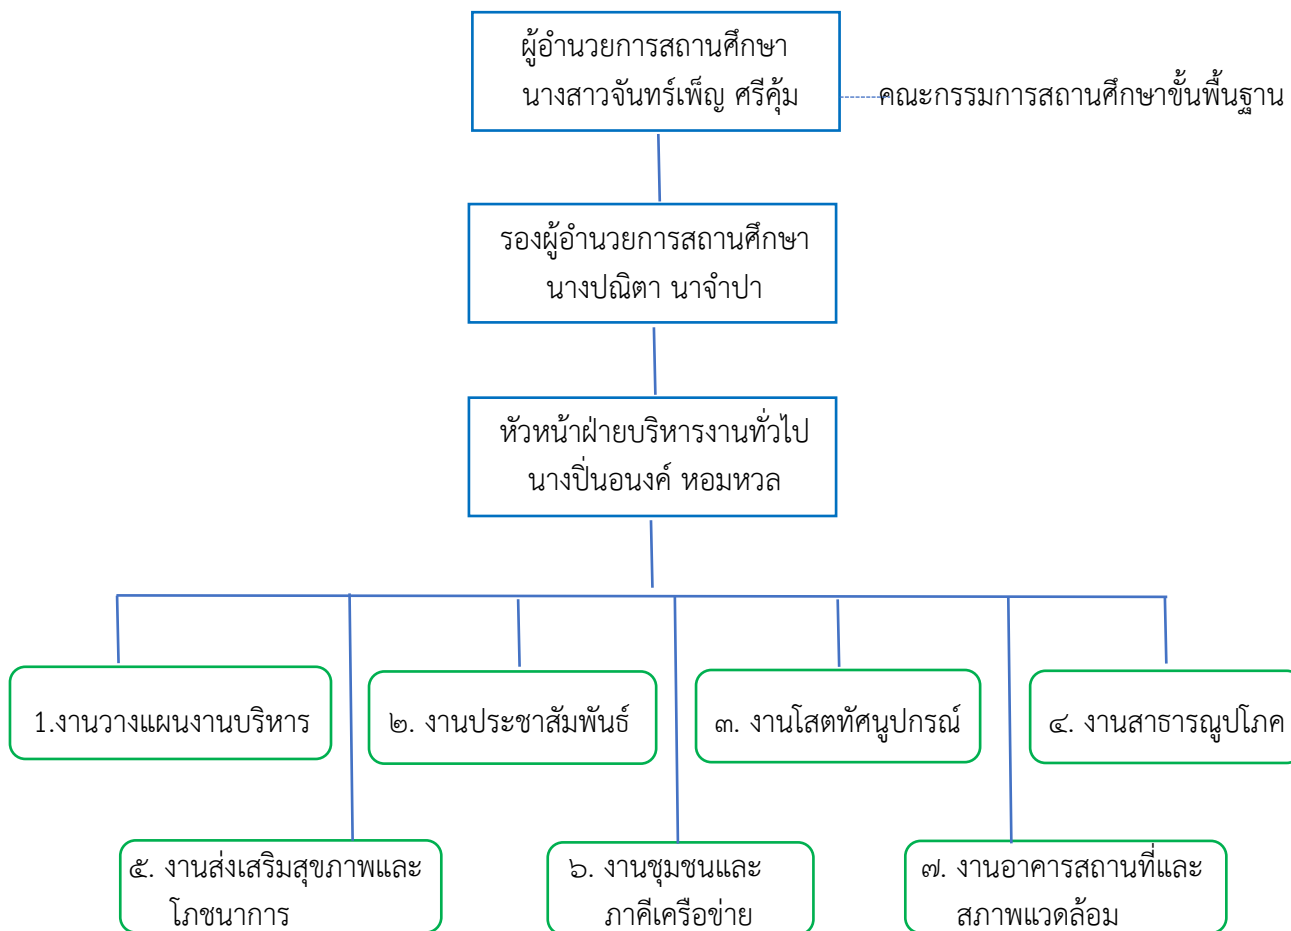 ผู้อำนวยการสถานศึกษา
นางสาวจันทร์เพ็ญ ศรีคุ้ม
คณะกรรมการสถานศึกษาขั้นพื้นฐาน
รองผู้อำนวยการสถานศึกษา
นางปณิตา นาจำปา
หัวหน้าฝ่ายบริหารงานทั่วไป
นางปิ่นอนงค์ หอมหวล
1.งานวางแผนงานบริหาร
๒. งานประชาสัมพันธ์
๓. งานโสตทัศนูปกรณ์
๔. งานสาธารณูปโภค
๕. งานส่งเสริมสุขภาพและ
โภชนาการ
๖. งานชุมชนและ
ภาคีเครือข่าย
๗. งานอาคารสถานที่และ
สภาพแวดล้อม